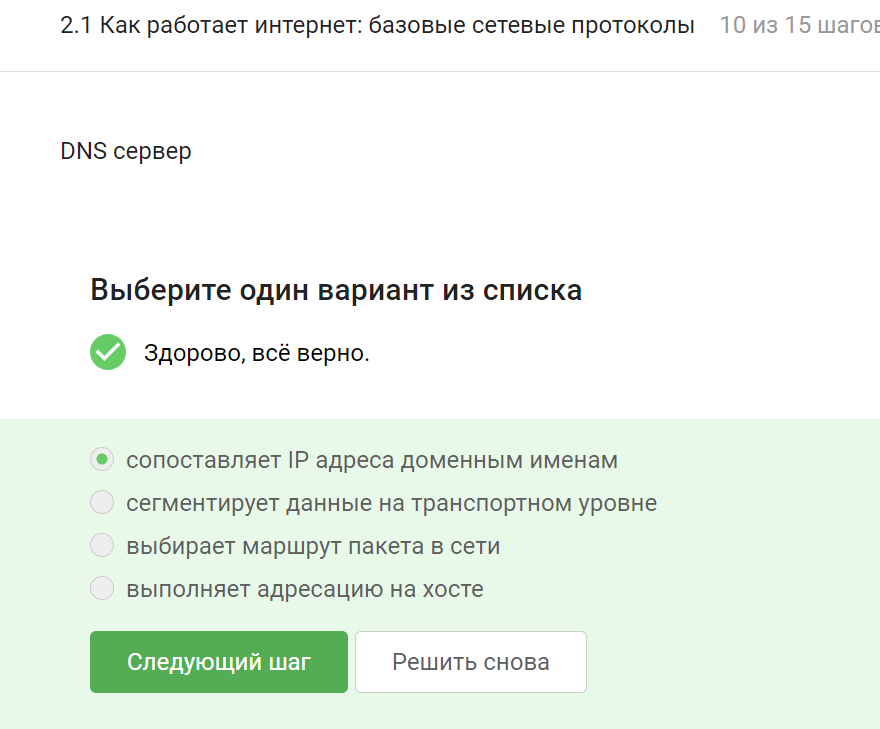 2.1 Как работает интернет: базовые сетевые протоколы 10 из 15 шагов
DNS сервер
Выберите один вариант из списка
Здорово, всё верно.
сопоставляет IP адреса доменным именам
сегментирует данные на транспортном уровне
выбирает маршрут пакета в сети
выполняет адресацию на хосте
Следующий шаг Решить снова